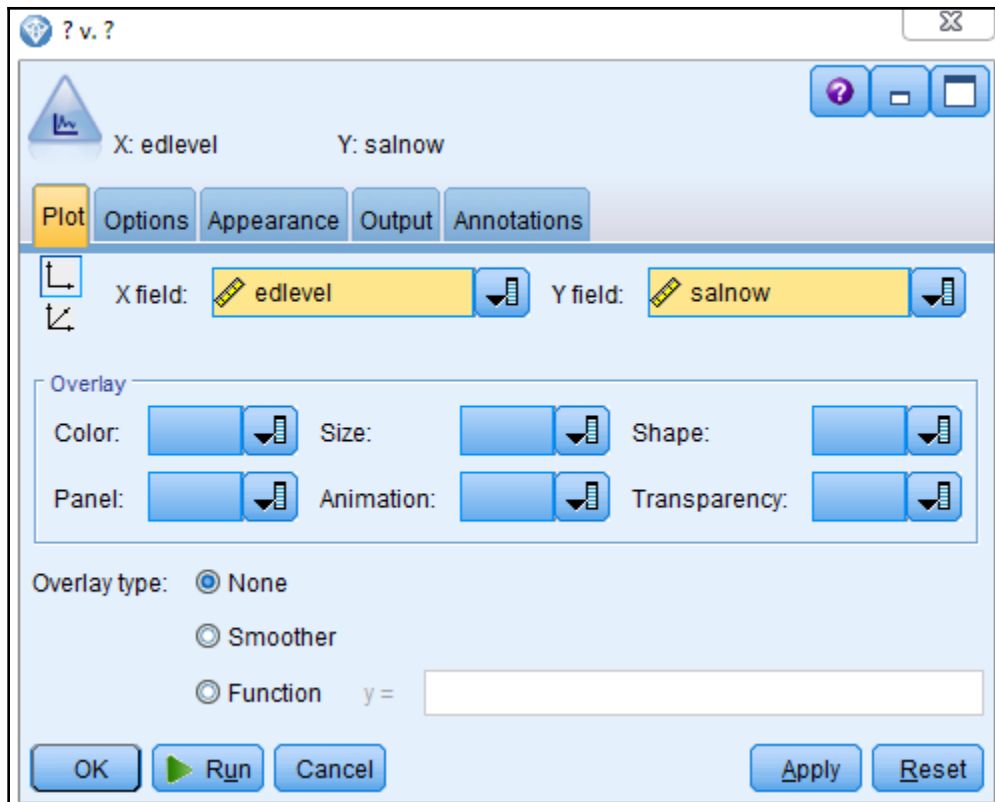 ? v. ?
X: edlevel Y: salnow
Plot Options Appearance Output Annotations
X field: edlevel Y field: salnow
Overlay
Color: Size: Shape:
Panel: Animation: Transparency:
Overlay type: None
Smoother
Function y =
OK Run Cancel Apply Reset